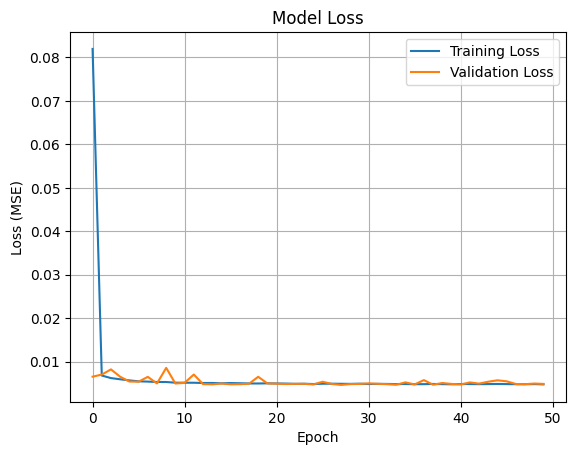 Model Loss
Training Loss
Validation Loss
Loss (MSE)
0.08
0.07
0.06
0.05
0.04
0.03
0.02
0.01
0 10 20 30 40 50
Epoch